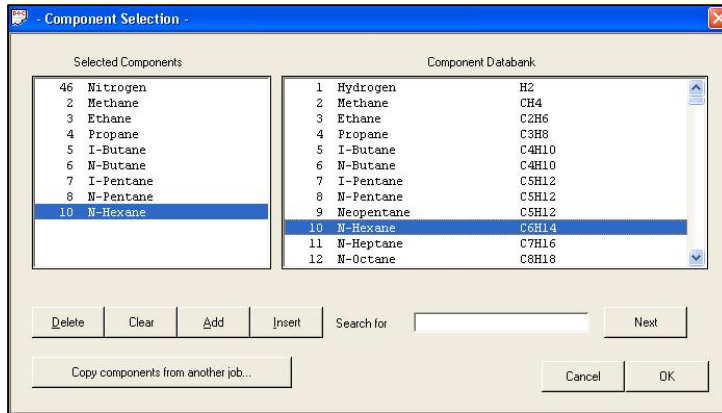 - Component Selection -
Selected Components
46 Nitrogen
2 Methane
3 Ethane
4 Propane
5 I-Butane
6 N-Butane
7 I-Pentane
8 N-Pentane
10 N-Hexane
Component Databank
1 Hydrogen H2
2 Methane CH4
3 Ethane C2H6
4 Propane C3H8
5 I-Butane C4H10
6 N-Butane C4H10
7 I-Pentane C5H12
8 N-Pentane C5H12
9 Neopentane C5H12
10 N-Hexane C6H14
11 N-Heptane C7H16
12 N-Octane C8H18
Delete Clear Add Insert Search for Next
Copy components from another job... Cancel OK